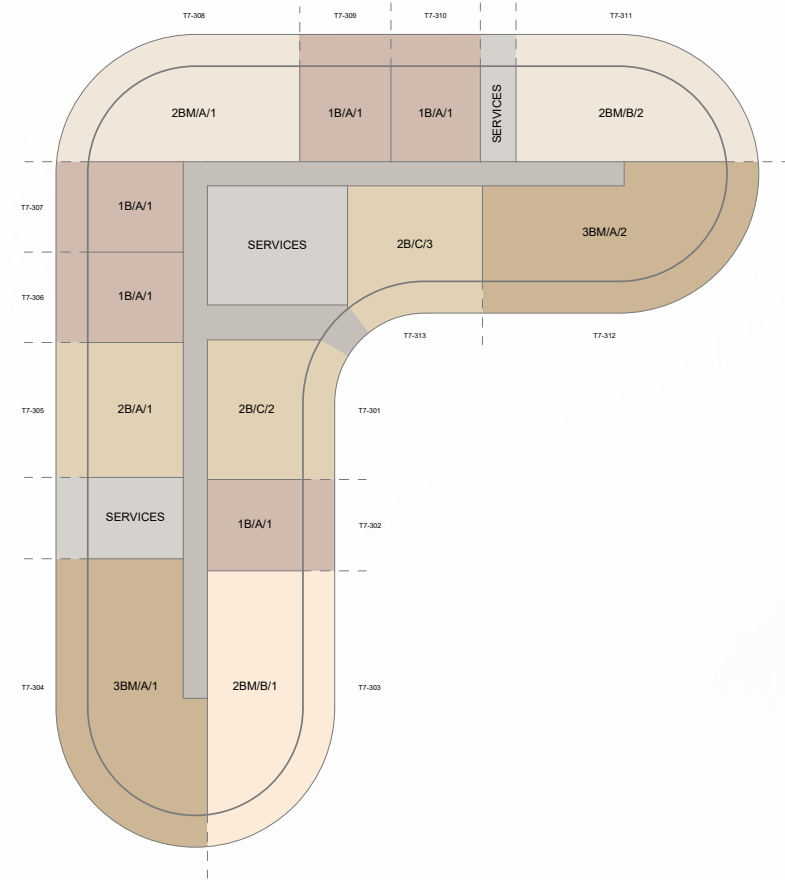 T7-308
T7-309
T7-310
T7-311
2BM/A/1
1B/A/1
1B/A/1
SERVICES
2BM/B/2
T7-307
1B/A/1
SERVICES
2B/C/3
3BM/A/2
T7-306
1B/A/1
T7-313
T7-312
T7-305
2B/A/1
2B/C/2
T7-301
SERVICES
1B/A/1
T7-302
T7-304
3BM/A/1
2BM/B/1
T7-303